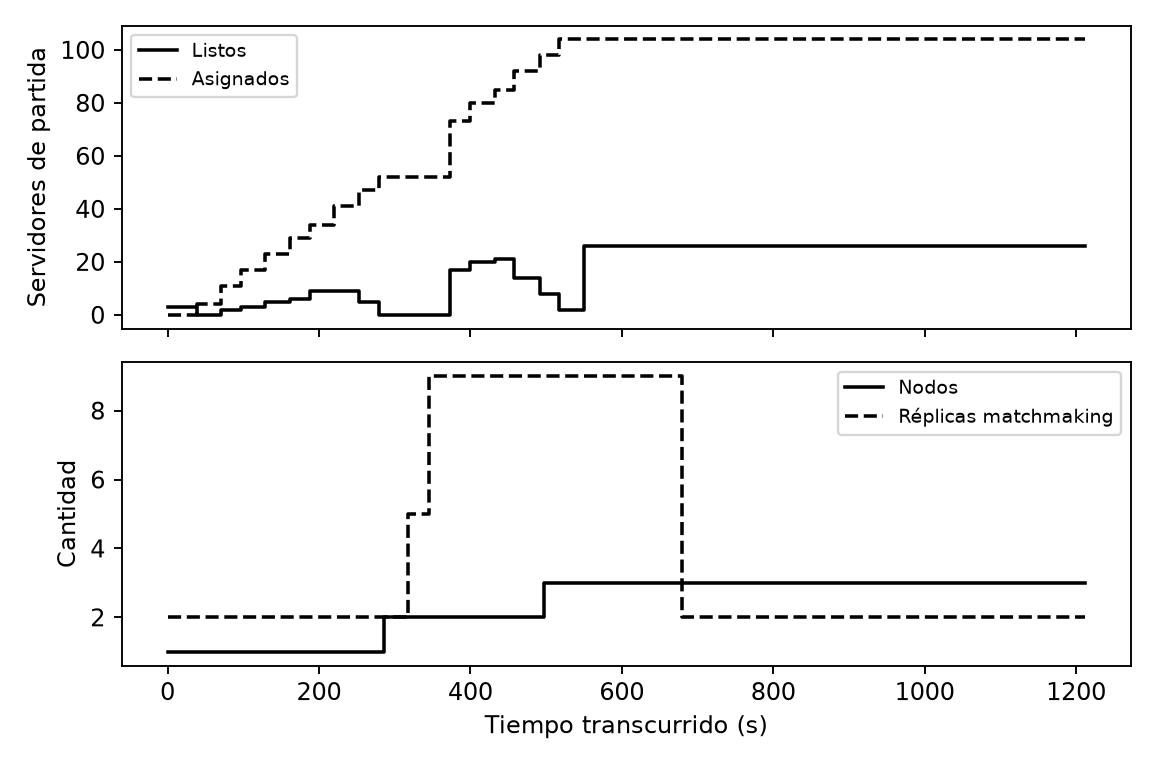 Servidores de partida
100
80
60
40
20
0
Listos
Asignados
Cantidad
8
6
4
2
Nodos
Réplicas matchmaking
0 200 400 600 800 1000 1200
Tiempo transcurrido (s)